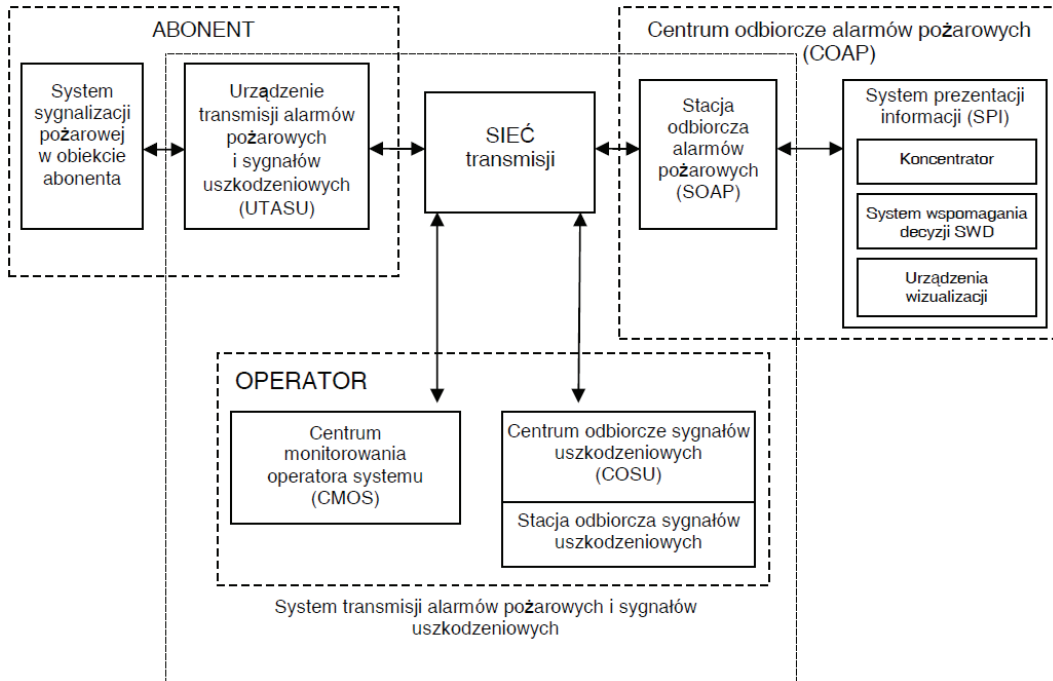 ABONENT
System
sygnalizacji
pożarowej
w obiekcie
abonenta
Urządzenie
transmisji alarmów
pożarowych
i sygnałów
uszkodzeniowych
(UTASU)
SIEĆ
transmisji
Centrum odbiorcze alarmów pożarowych
(COAP)
Stacja
odbiorcza
alarmów
pożarowych
(SOAP)
System prezentacji
informacji (SPI)
Koncentrator
System wspomagania
decyzji SWD
Urządzenia
wizualizacji
OPERATOR
Centrum
monitorowania
operatora systemu
(CMOS)
Centrum odbiorcze sygnałów
uszkodzeniowych
(COSU)
Stacja odbiorcza sygnałów
uszkodzeniowych
System transmisji alarmów pożarowych i sygnałów
uszkodzeniowych